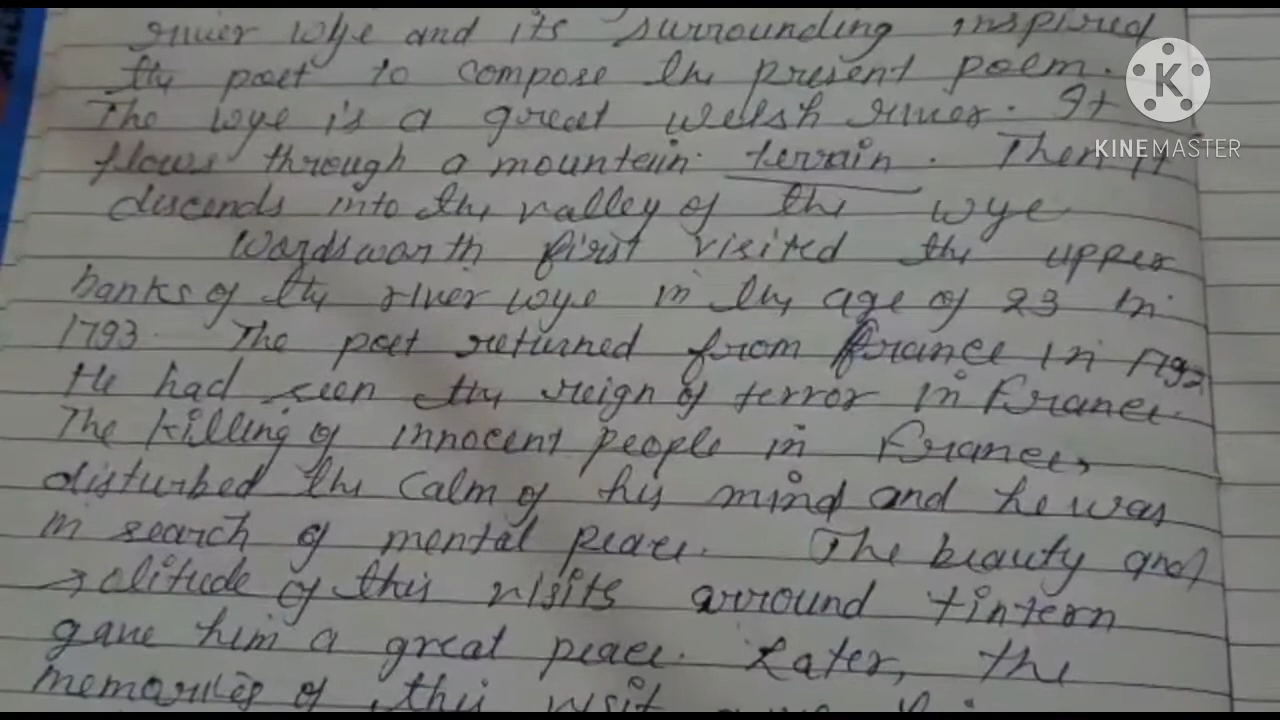 river Wye and its surrounding inspired
the poet to compose the present poem.
The Wye is a great Welsh river. It
flows through a mountain terrain. Then it
descends into the valley of the Wye
Wordsworth first visited the upper
banks of the river Wye in the age of 23 in
1793. The poet returned from France in 1792
He had seen the reign of terror in France.
The killing of innocent people in France,
disturbed the calm of his mind and he was
in search of mental peace. The beauty and
solitude of this visits arround tintern
gave him a great peace. Later, the
memories of this visit
K
KINEMASTER